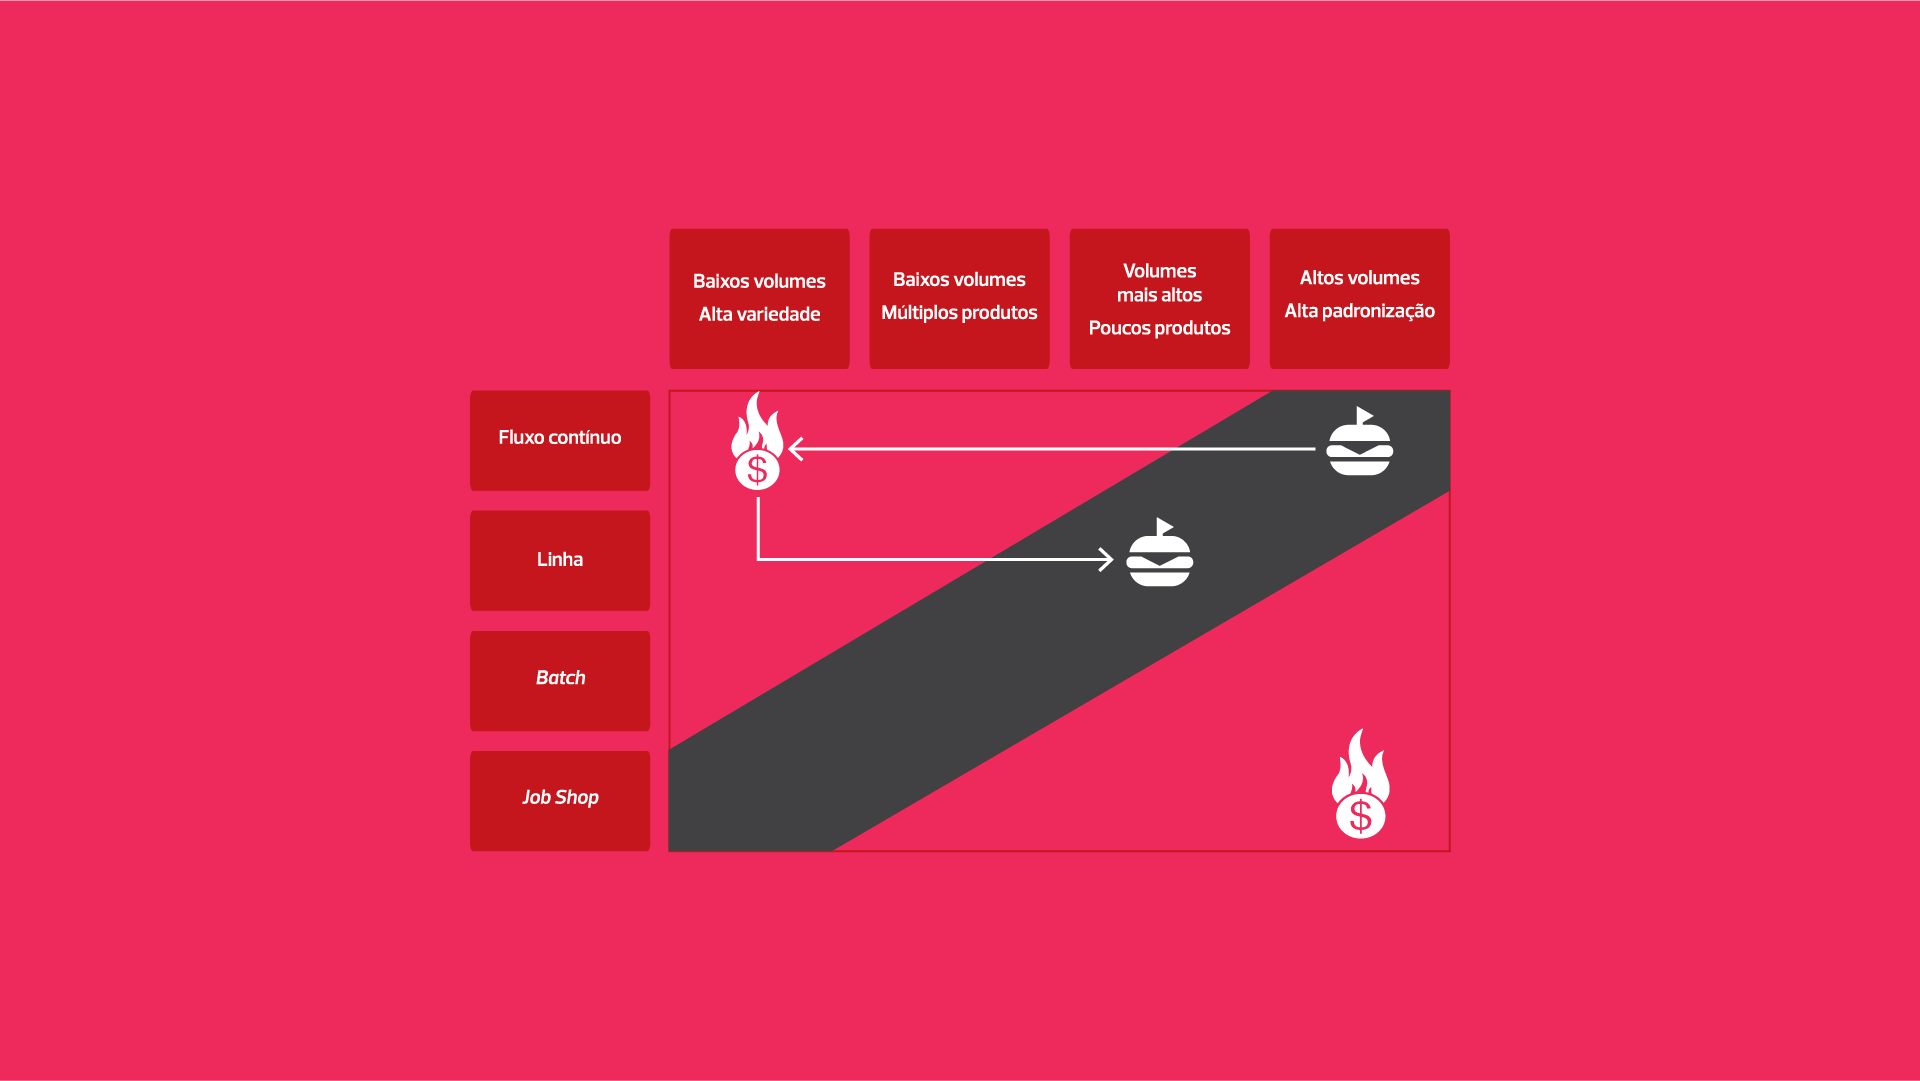 Baixos volumes
Alta variedade
Baixos volumes
Múltiplos produtos
Volumes
mais altos
Poucos produtos
Altos volumes
Alta padronização
Fluxo contínuo
$
Linha
Batch
Job Shop
$